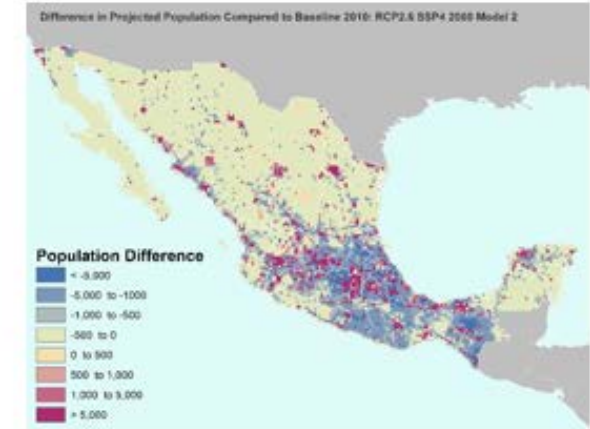 Difference in Projected Population Compared to Baseline 2010: RCP2.6 SSP4 2060 Model 2
Population Difference
< -5,000
-5,000 to -1000
-1,000 to -500
-500 to 0
0 to 500
500 to 1,000
1,000 to 5,000
> 5,000